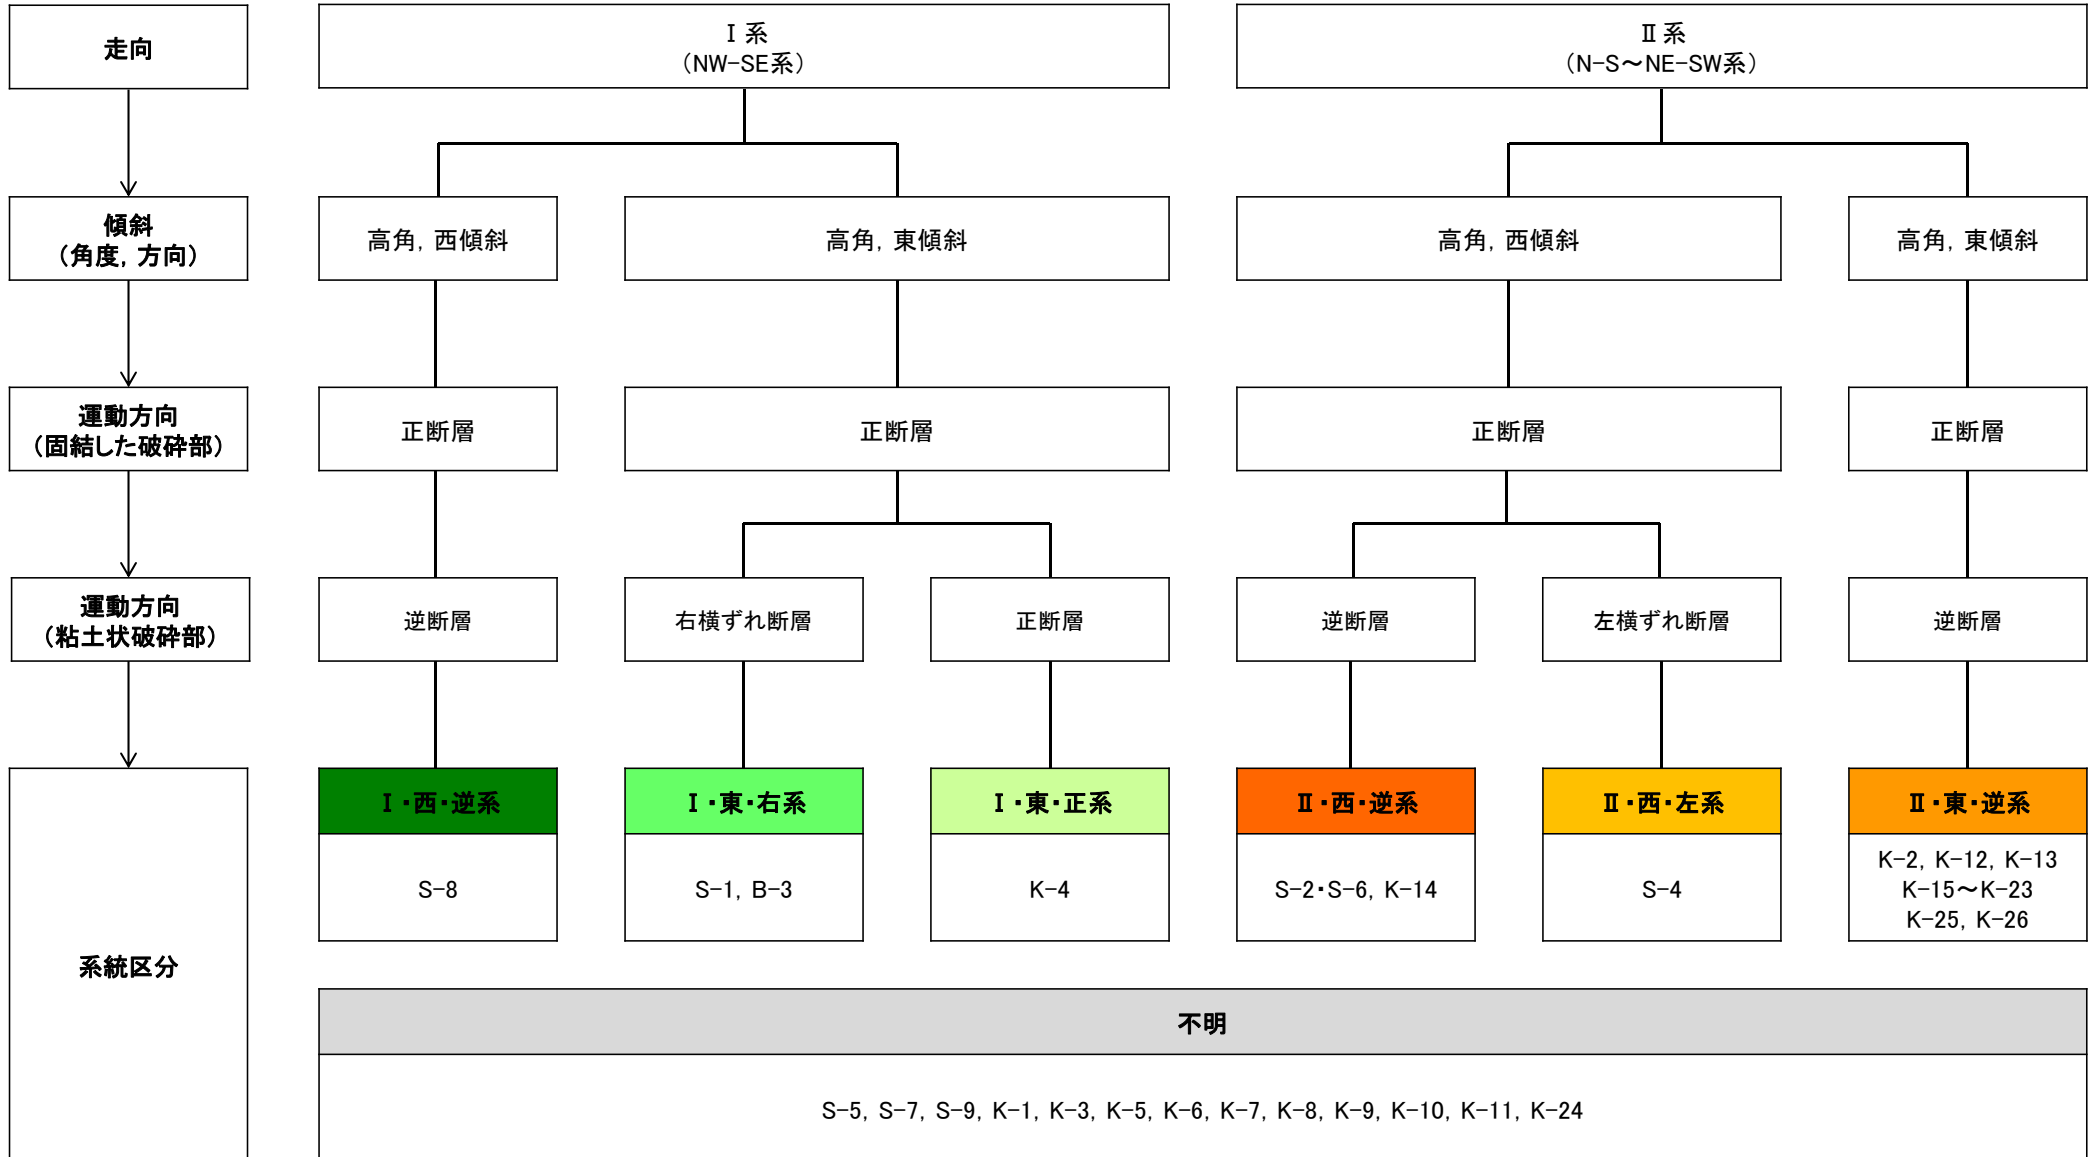 走向
Ⅰ系
（NW-SE系）
Ⅱ系
（N-S～NE-SW系）
傾斜
（角度，方向）
高角，西傾斜
高角，東傾斜
高角，西傾斜
高角，東傾斜
運動方向
（固結した破砕部）
正断層
正断層
正断層
正断層
運動方向
（粘土状破砕部）
逆断層
右横ずれ断層
正断層
逆断層
左横ずれ断層
逆断層
系統区分
Ⅰ・西・逆系
Ⅰ・東・右系
Ⅰ・東・正系
Ⅱ・西・逆系
Ⅱ・西・左系
Ⅱ・東・逆系
S-8
S-1，B-3
K-4
S-2・S-6，K-14
S-4
K-2，K-12，K-13
K-15～K-23
K-25，K-26
不明
S-5，S-7，S-9，K-1，K-3，K-5，K-6，K-7，K-8，K-9，K-10，K-11，K-24